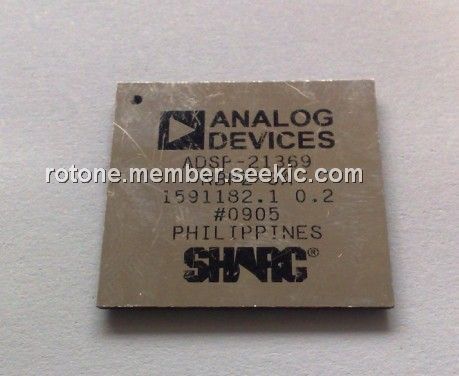 ANALOG
DEVICES
ADSP-21369
rotone.member.seekic.com
1591182.1 0.2
#0905
PHILIPPINES
SHARC®